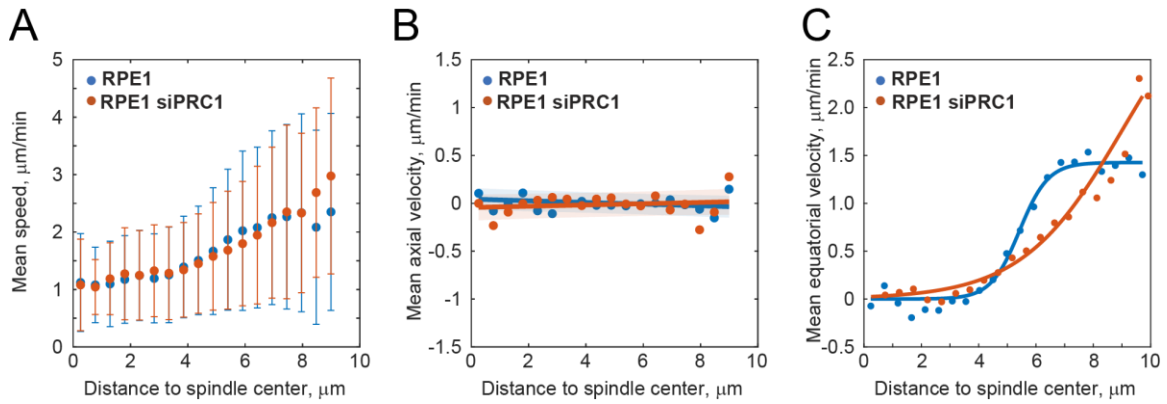 A
RPE1
RPE1 siPRC1
Mean speed, μm/min
5
4
3
2
1
0
0 2 4 6 8 10
Distance to spindle center, μm
B
RPE1
RPE1 siPRC1
Mean axial velocity, μm/min
1
0.5
0
-0.5
-1
-1.5
0 2 4 6 8 10
Distance to spindle center, μm
C
RPE1
RPE1 siPRC1
Mean equatorial velocity, μm/min
2.5
2.0
1.5
1.0
0.5
0
-0.5
0 2 4 6 8 10
Distance to spindle center, μm